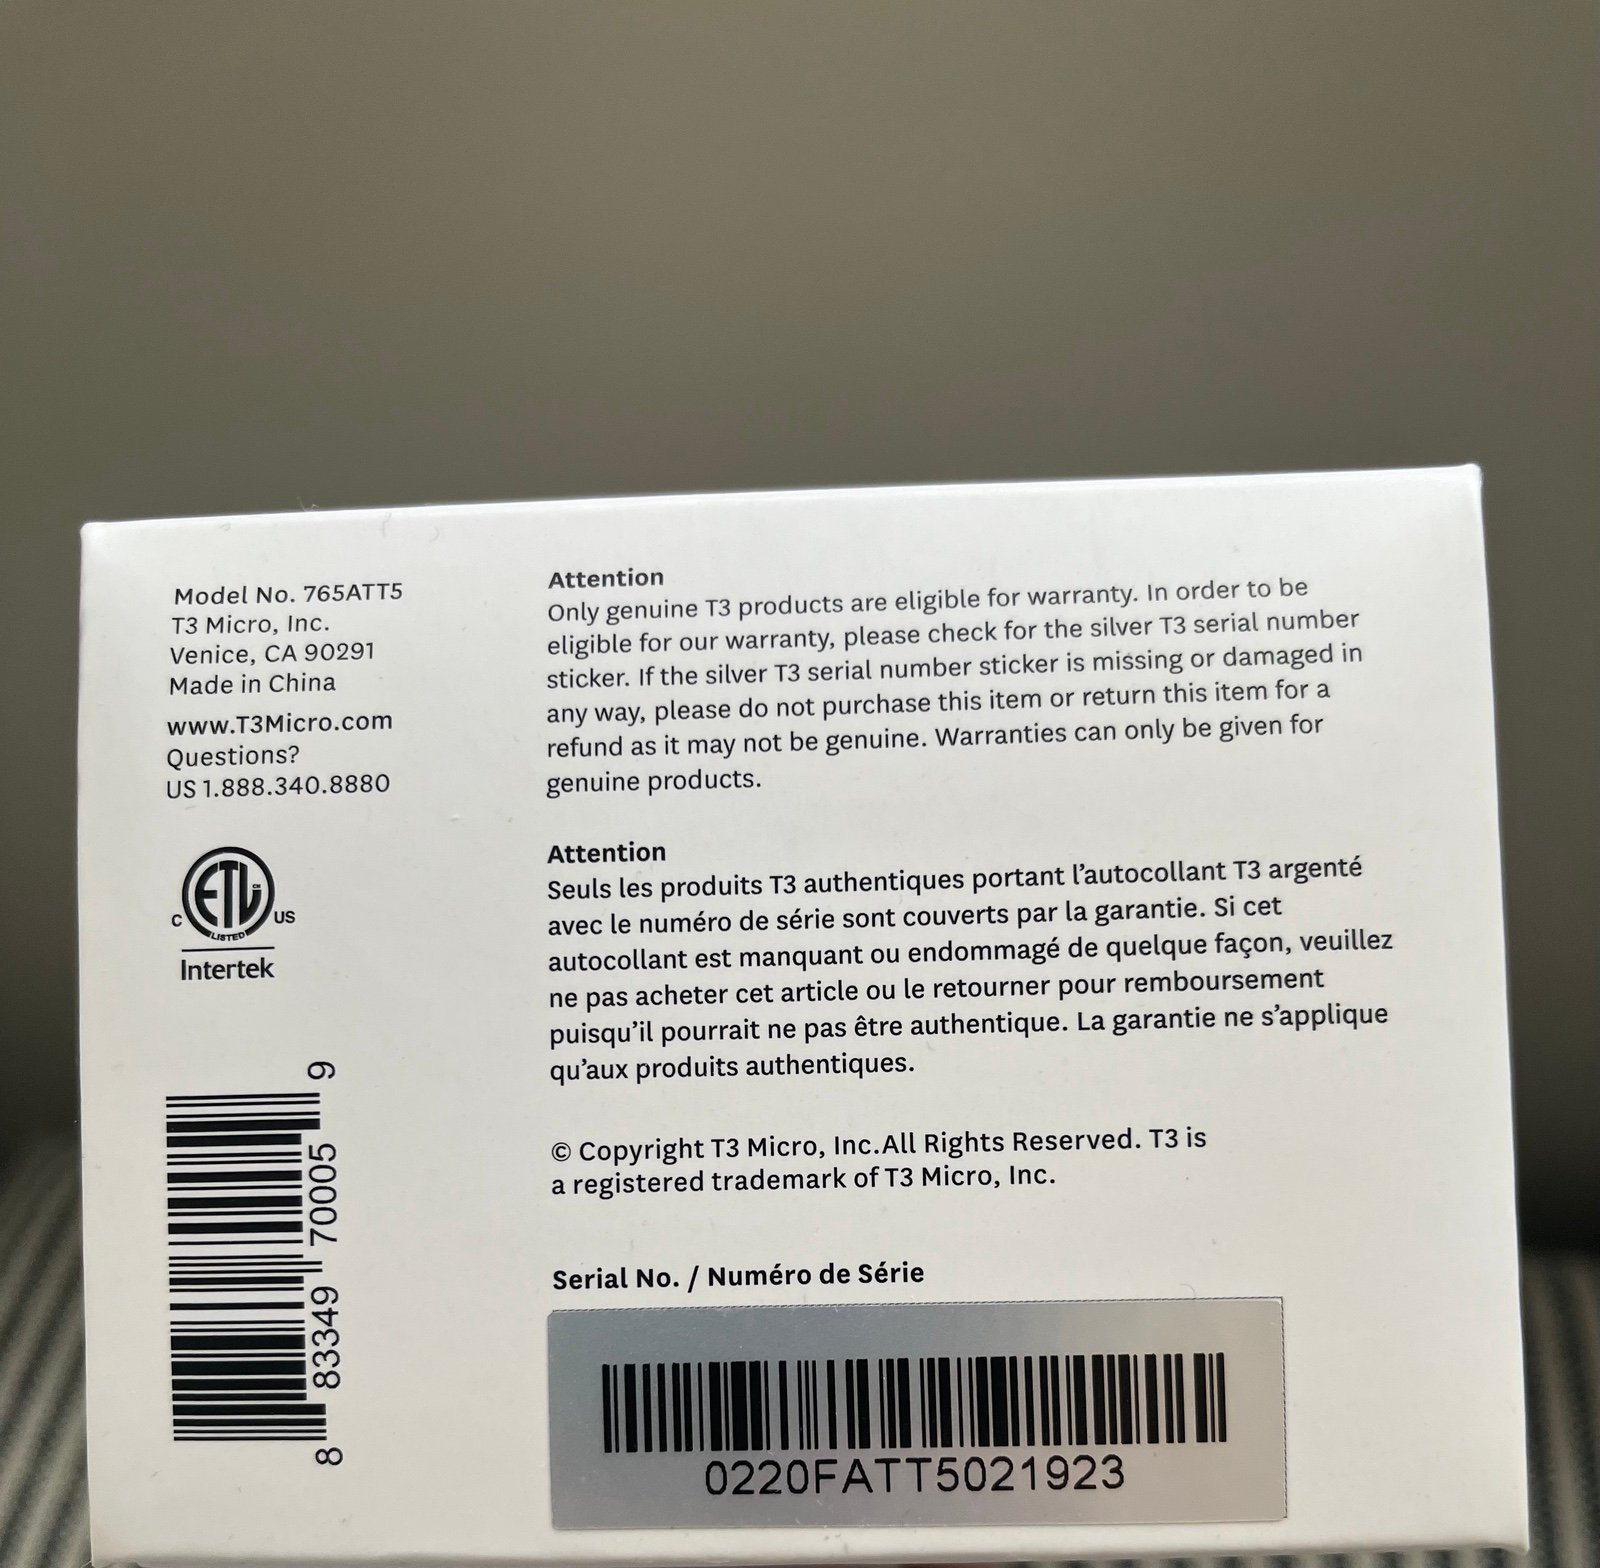 Model No. 765ATT5
T3 Micro, Inc.
Venice, CA 90291
Made in China
www.T3Micro.com
Questions?
US 1.888.340.8880
C ETL CM US
LISTED
Intertek
8 83349 70005 9
Attention
Only genuine T3 products are eligible for warranty. In order to be
eligible for our warranty, please check for the silver T3 serial number
sticker. If the silver T3 serial number sticker is missing or damaged in
any way, please do not purchase this item or return this item for a
refund as it may not be genuine. Warranties can only be given for
genuine products.
Attention
Seuls les produits T3 authentiques portant l’autocollant T3 argenté
avec le numéro de série sont couverts par la garantie. Si cet
autocollant est manquant ou endommagé de quelque façon, veuillez
ne pas acheter cet article ou le retourner pour remboursement
puisqu’il pourrait ne pas être authentique. La garantie ne s’applique
qu’aux produits authentiques.
© Copyright T3 Micro, Inc.All Rights Reserved. T3 is
a registered trademark of T3 Micro, Inc.
Serial No. / Numéro de Série
0220FATT5021923